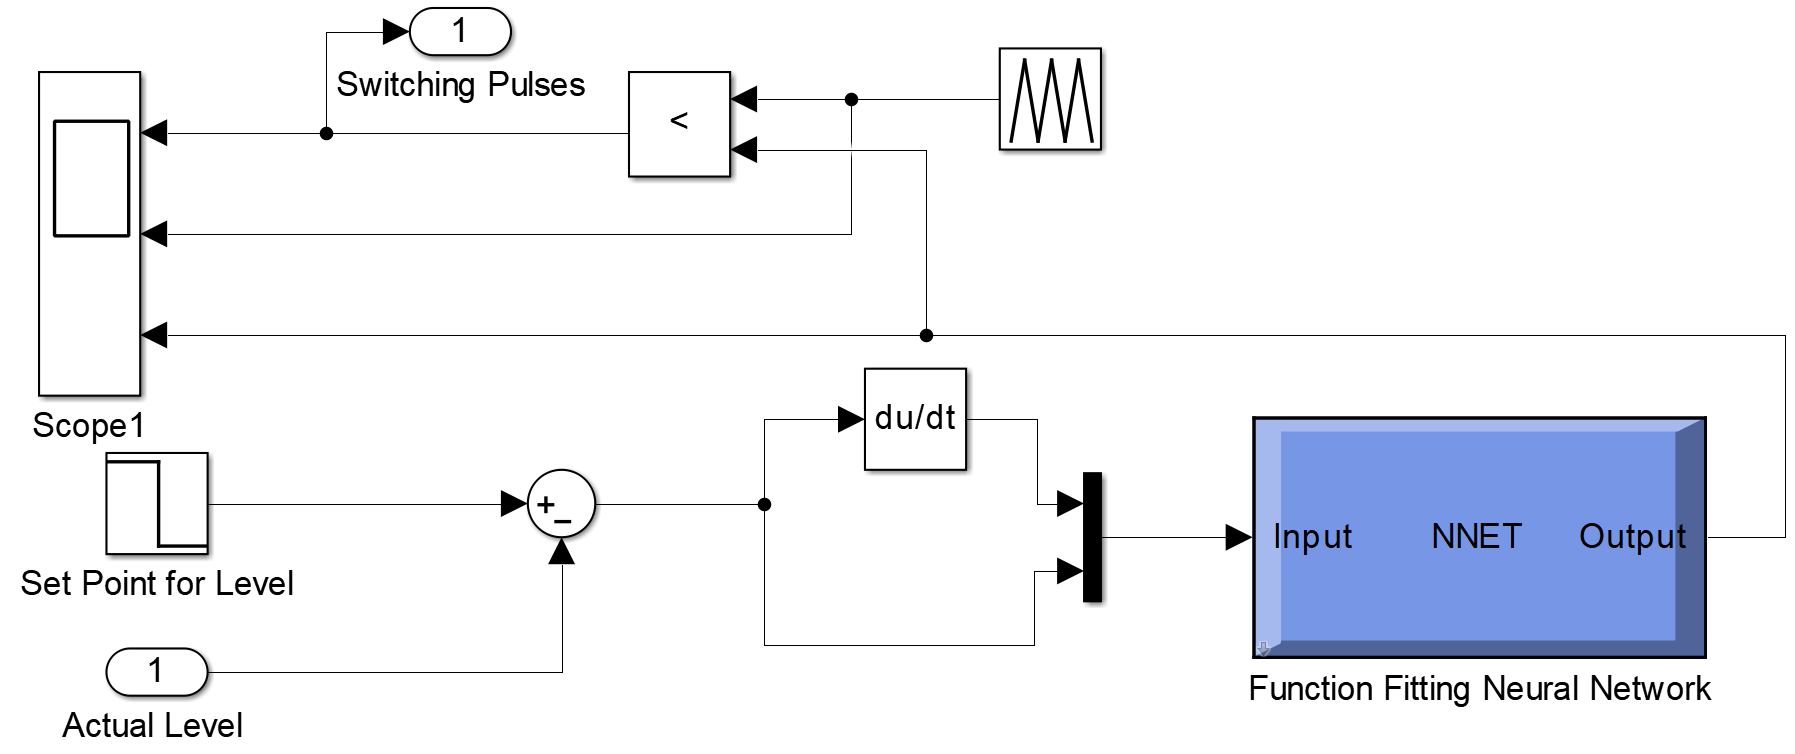 1
Switching Pulses
<
Scope1
du/dt
+
−
Set Point for Level
Input NNET Output
1
Function Fitting Neural Network
Actual Level